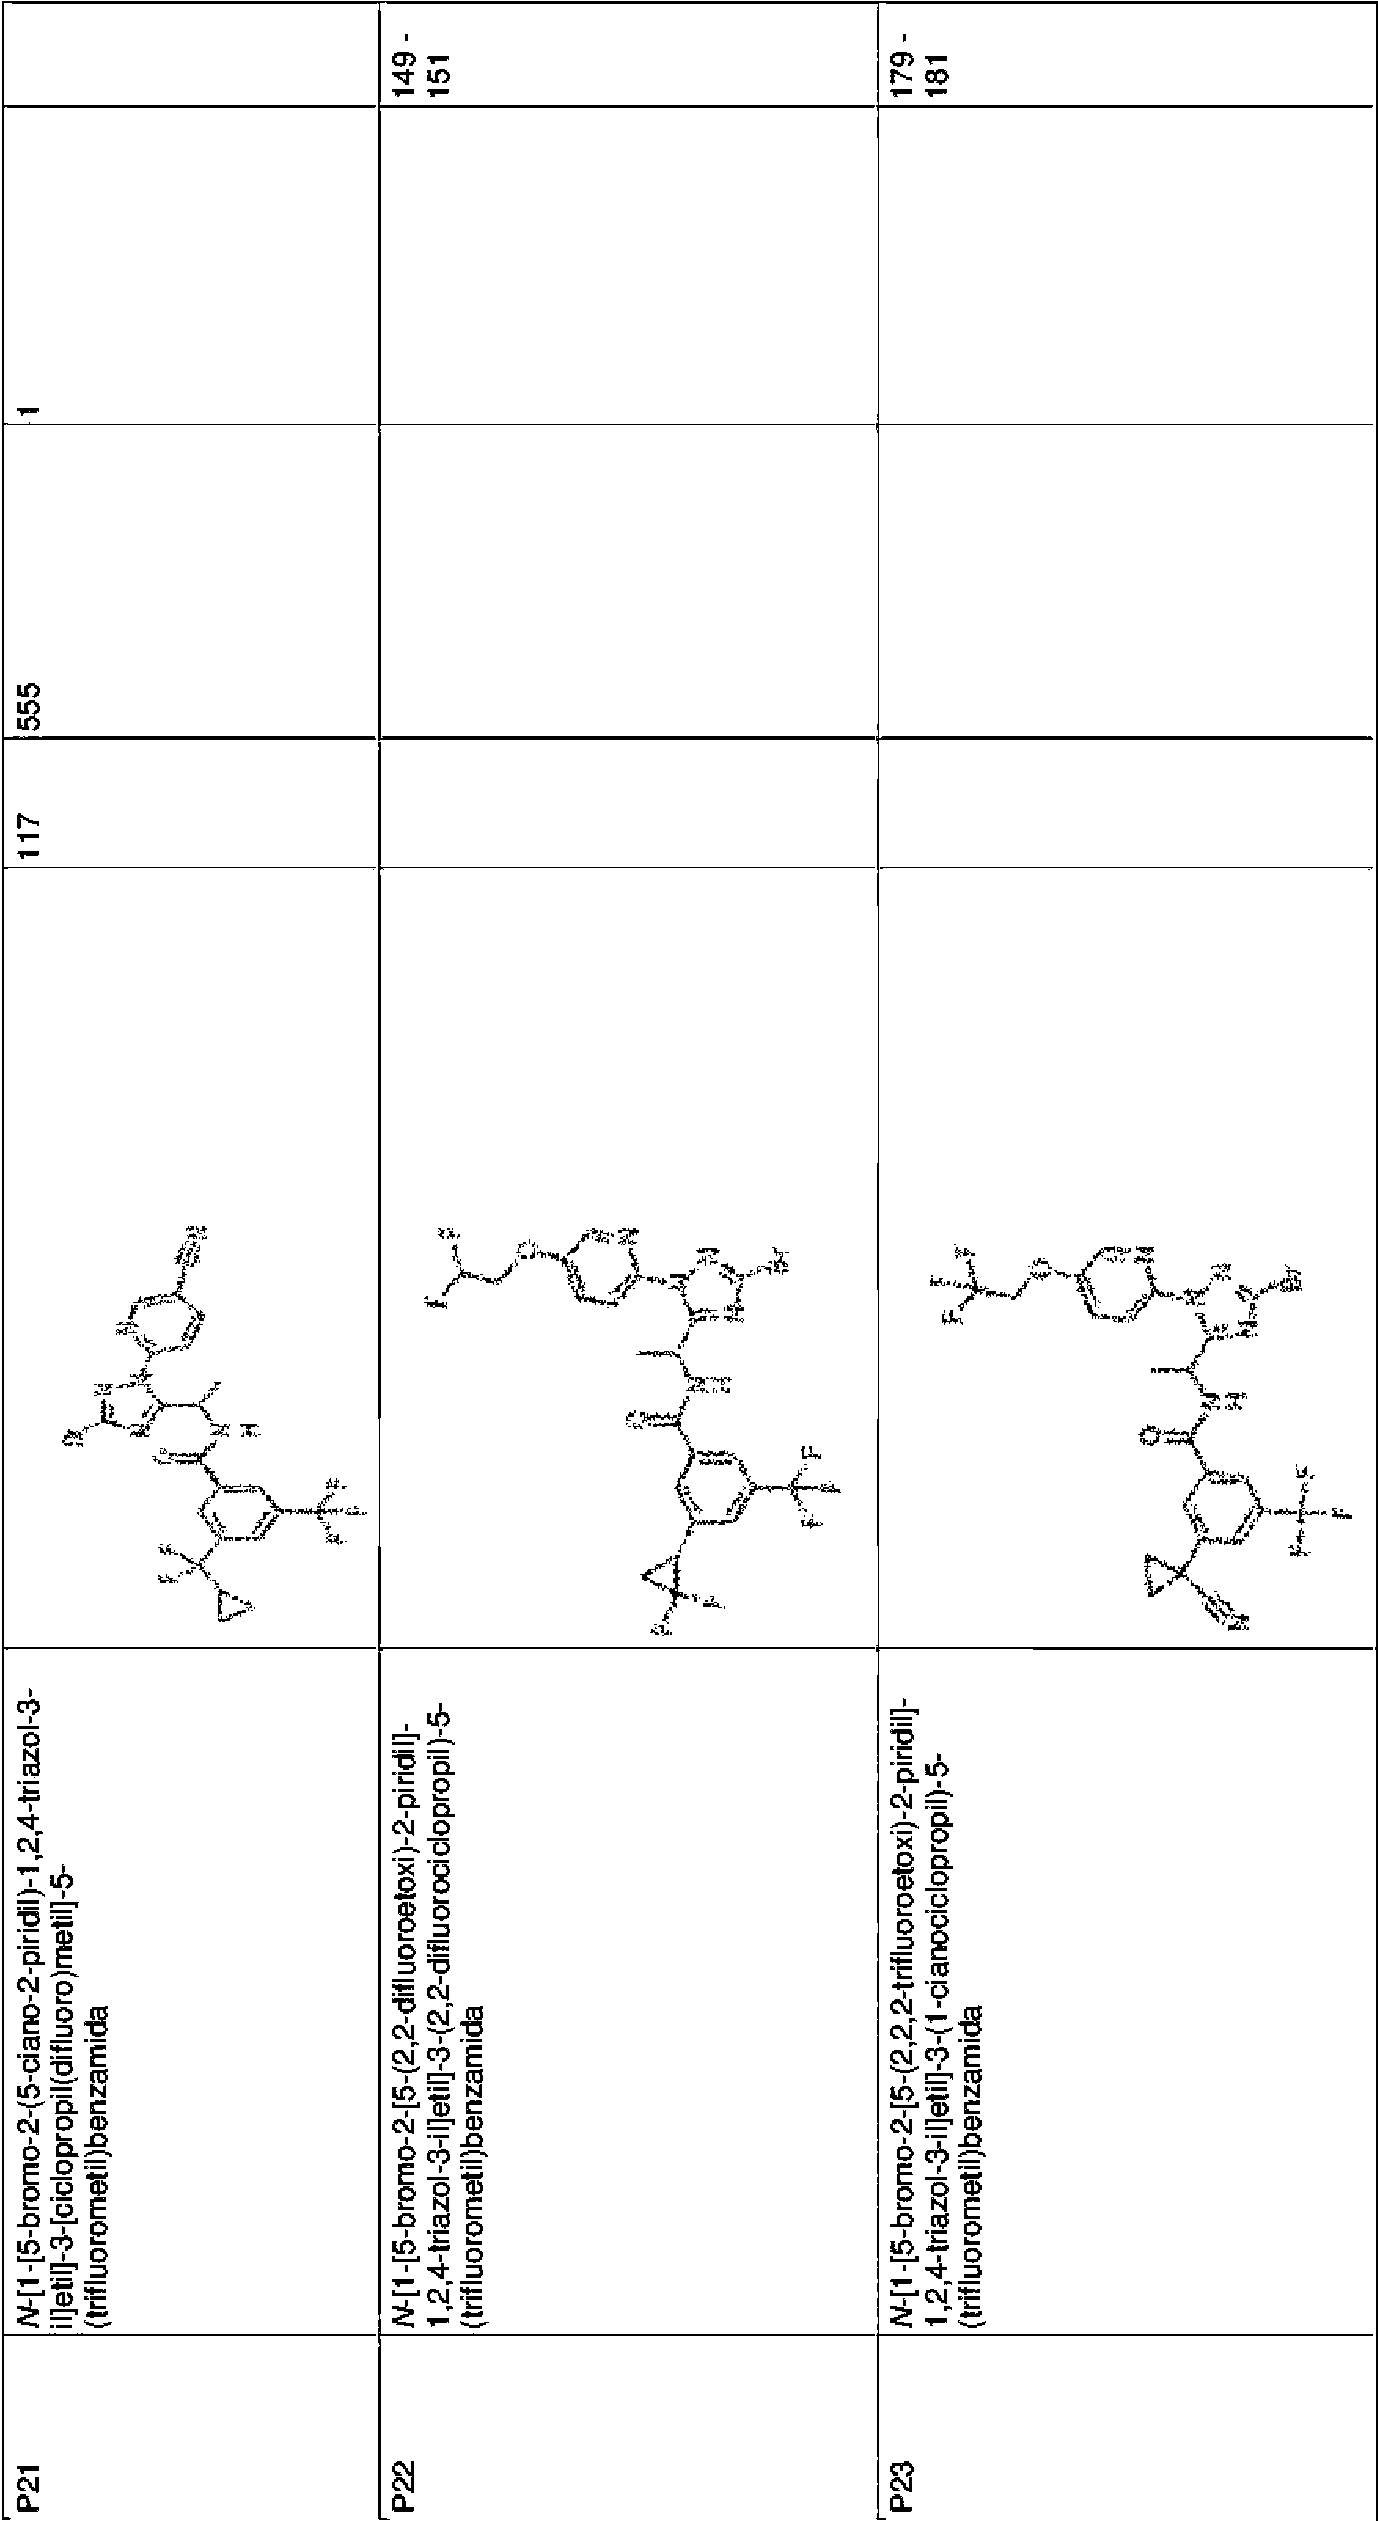 P21
N-[1-[5-bromo-2-(5-ciano-2-piridil)-1,2,4-triazol-3-
il]etil]-3-[ciclopropil(difluoro)metil]-5-
(trifluorometil)benzamida
117
555
1
P22
N-[1-[5-bromo-2-[5-(2,2-difluoroetoxi)-2-piridil]-
1,2,4-triazol-3-il]etil]-3-(2,2-difluorociclopropil)-5-
(trifluorometil)benzamida
149 -
151
P23
N-[1-[5-bromo-2-[5-(2,2,2-trifluoroetoxi)-2-piridil]-
1,2,4-triazol-3-il]etil]-3-(1-cianociclopropil)-5-
(trifluorometil)benzamida
179 -
181